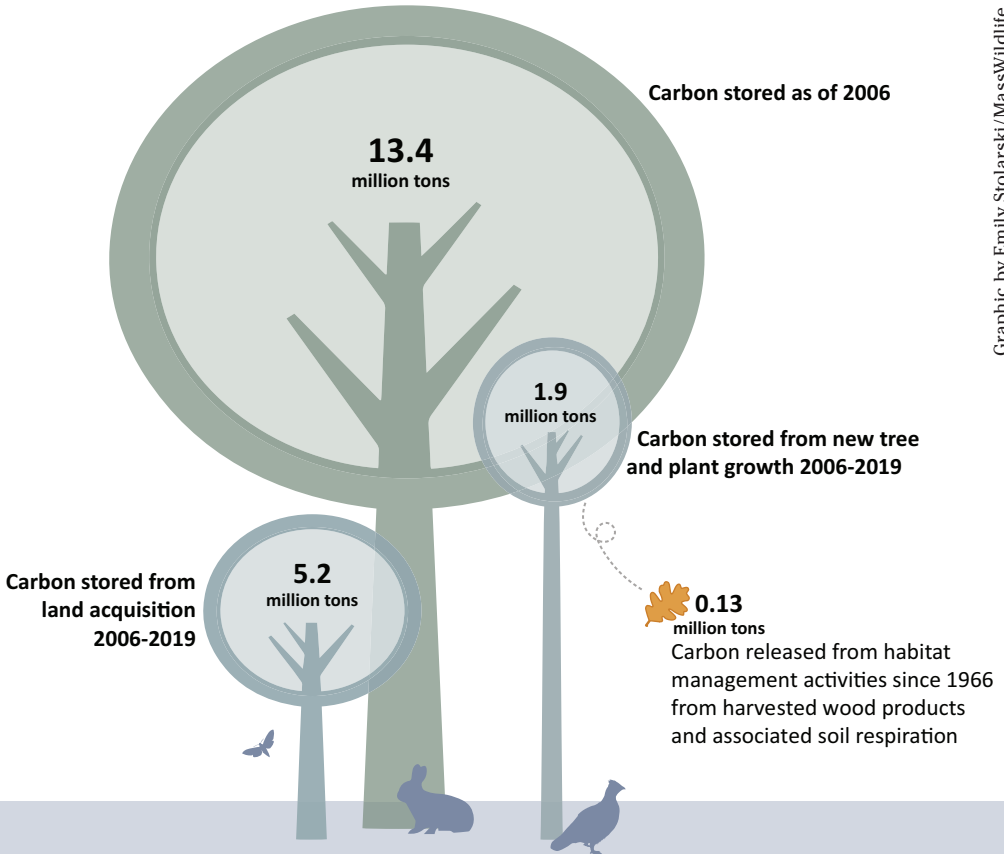 Carbon stored as of 2006
13.4
million tons
Graphic by Emily Stolarski/MassWildlife
1.9
million tons
Carbon stored from new tree
and plant growth 2006-2019
5.2
million tons
Carbon stored from
land acquisition
2006-2019
0.13
million tons
Carbon released from habitat
management activities since 1966
from harvested wood products
and associated soil respiration